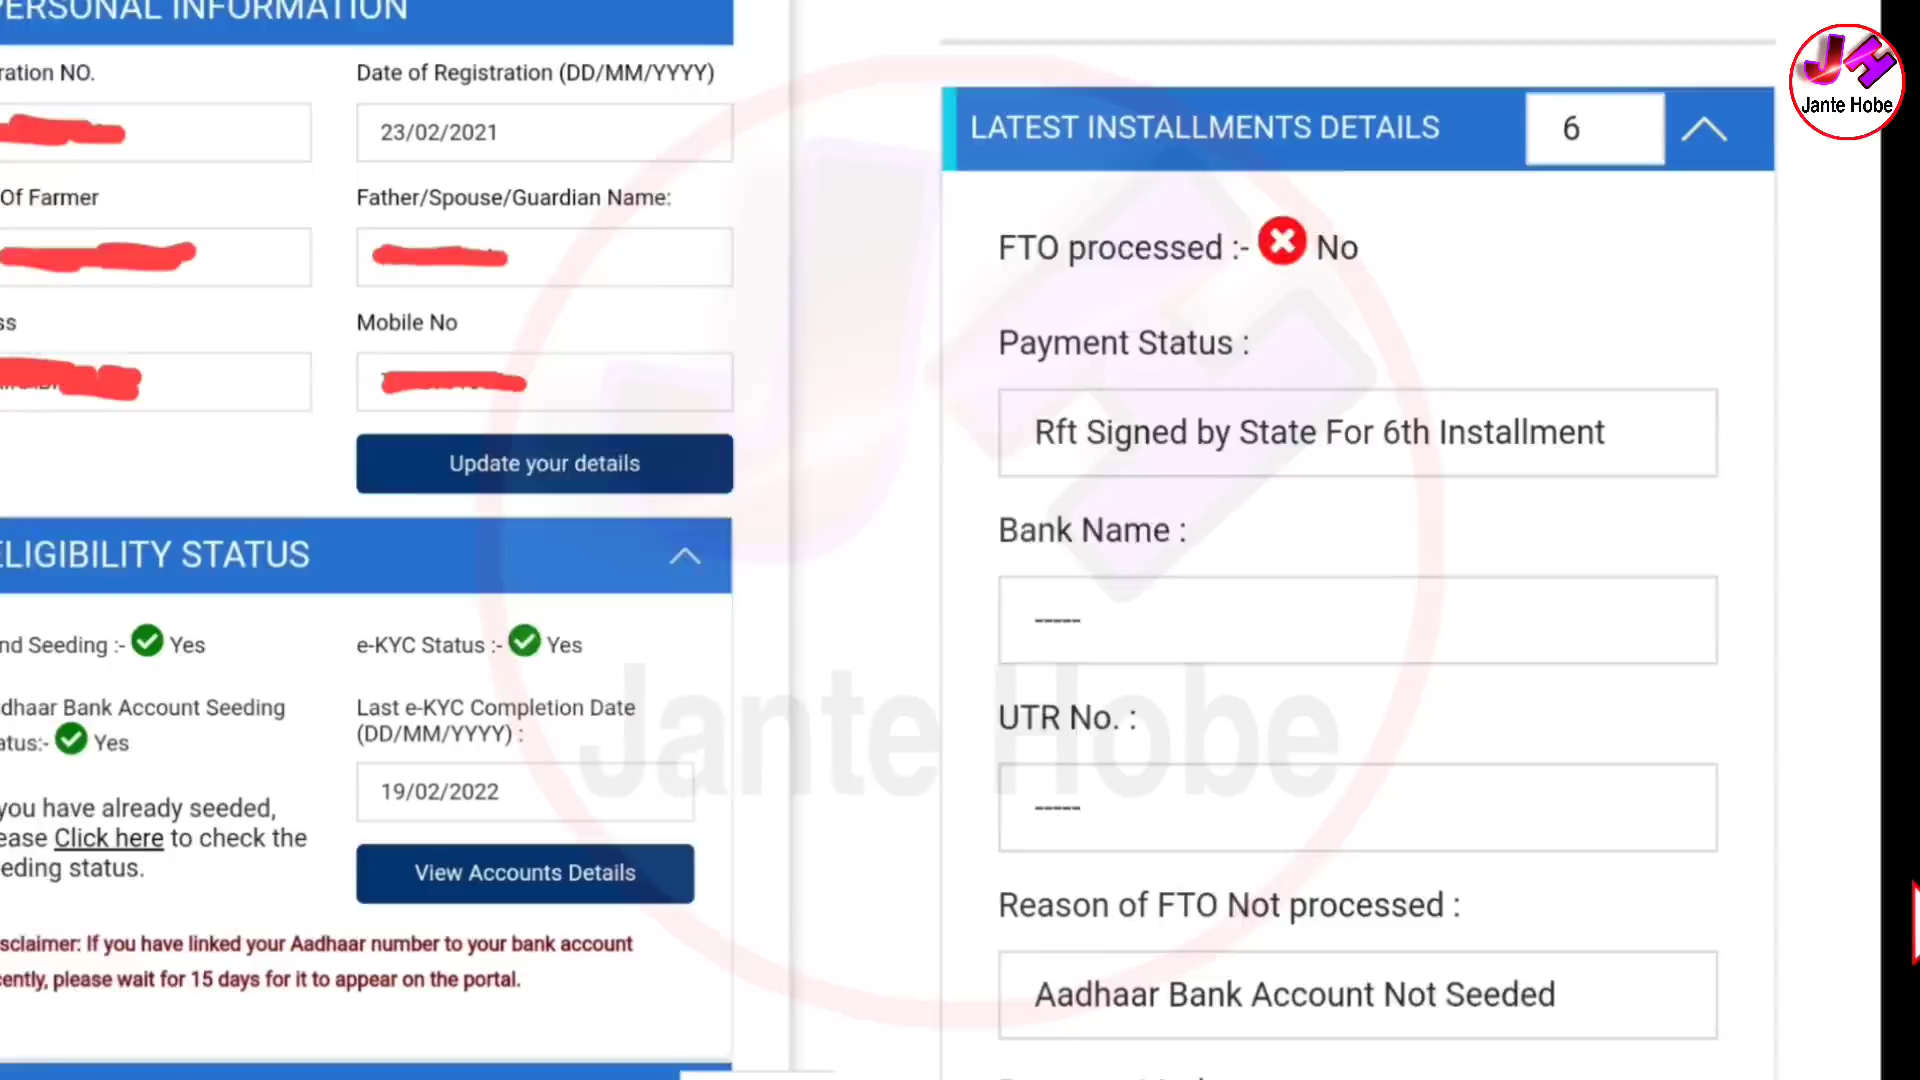 PERSONAL INFORMATION
ration NO.
Date of Registration (DD/MM/YYYY)
23/02/2021
Of Farmer
Father/Spouse/Guardian Name:
ss
Mobile No
Update your details
ELIGIBILITY STATUS
nd Seeding :- Yes
e-KYC Status :- Yes
dhaar Bank Account Seeding
atus:- Yes
Last e-KYC Completion Date
(DD/MM/YYYY) :
19/02/2022
you have already seeded,
ease Click here to check the
eding status.
View Accounts Details
sclaimer: If you have linked your Aadhaar number to your bank account
cently, please wait for 15 days for it to appear on the portal.
LATEST INSTALLMENTS DETAILS 6
FTO processed :- No
Payment Status :
Rft Signed by State For 6th Installment
Bank Name :
-----
UTR No. :
-----
Reason of FTO Not processed :
Aadhaar Bank Account Not Seeded
JH
Jante Hobe
Jante Hobe